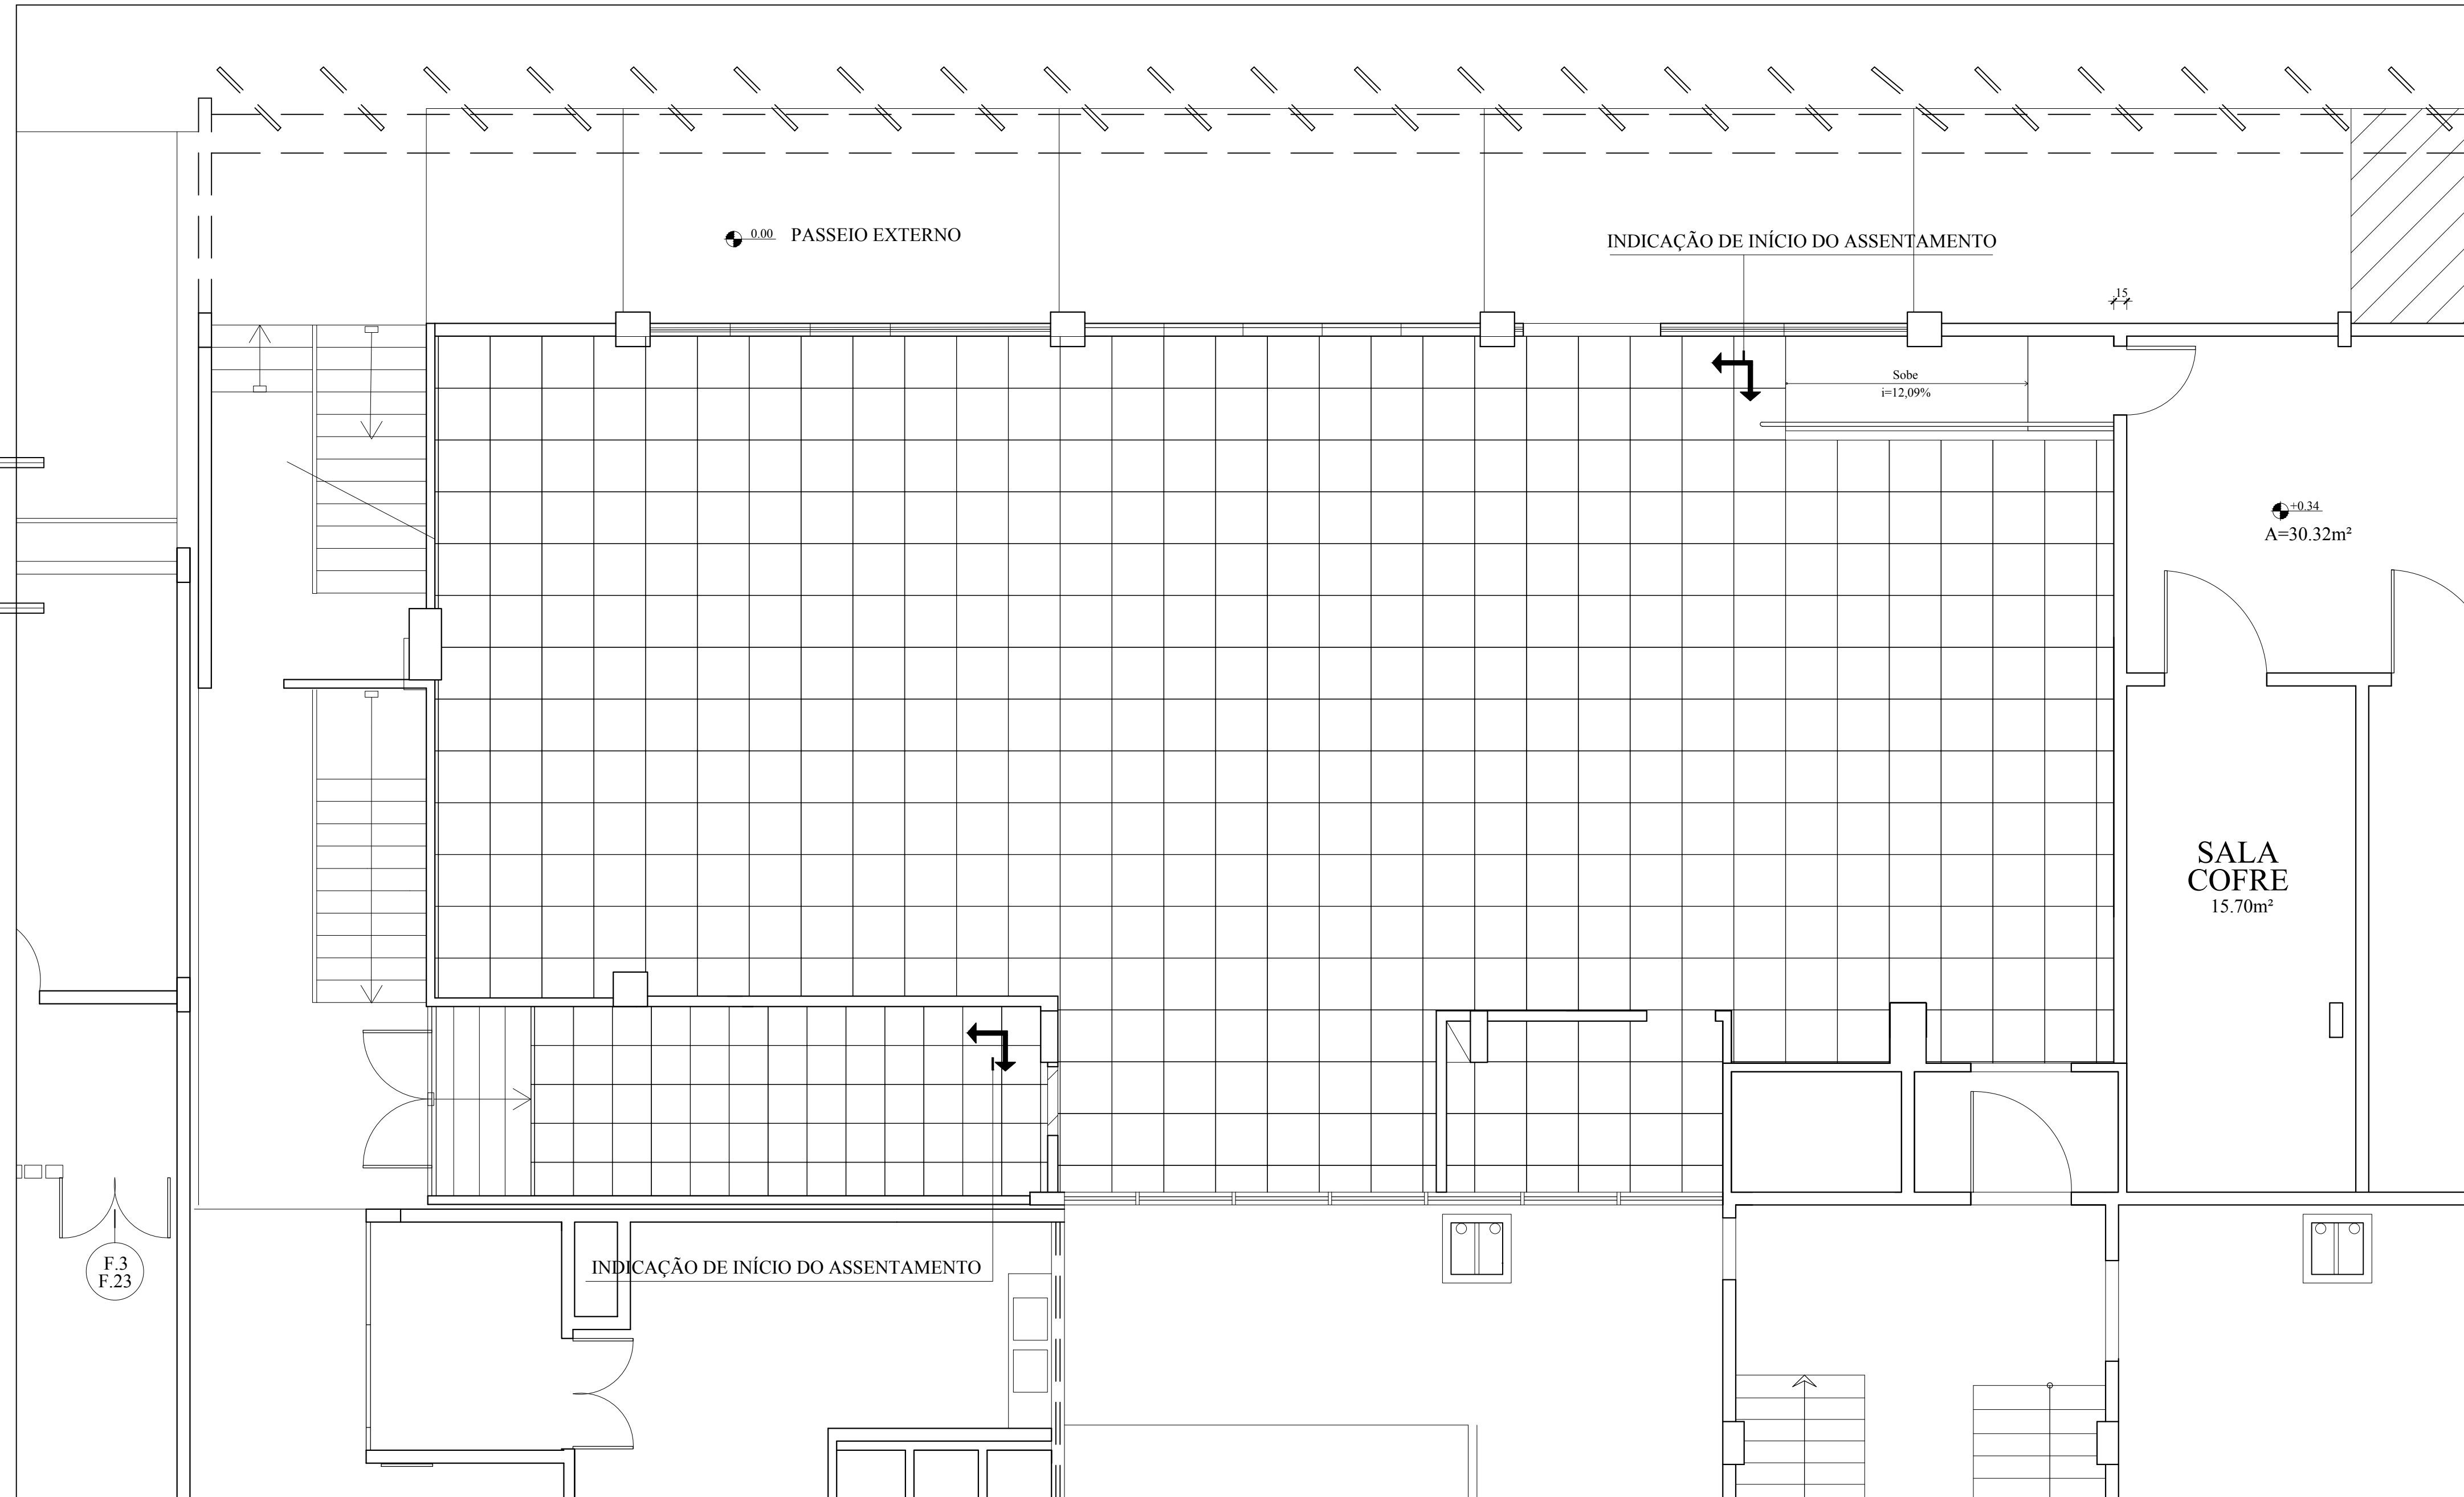 0.00 PASSEIO EXTERNO
INDICAÇÃO DE INÍCIO DO ASSENTAMENTO
15
Sobe
i=12,09%
+0.34
A=30.32m²
SALA
COFRE
15.70m²
F.3
F.23
INDICAÇÃO DE INÍCIO DO ASSENTAMENTO